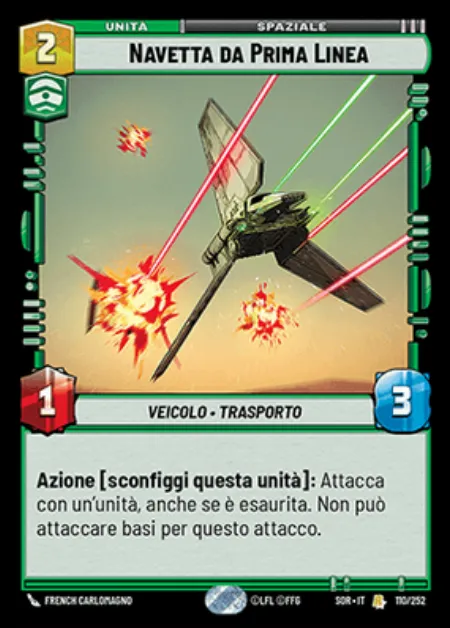 UNITÀ
SPAZIALE
2
NAVETTA DA PRIMA LINEA
1
VEICOLO • TRASPORTO
3
Azione [sconfiggi questa unità]: Attacca
con un'unità, anche se è esaurita. Non può
attaccare basi per questo attacco.
FRENCH CARLOMAGNO
©LFL ©FFG
SOR • IT
110/252